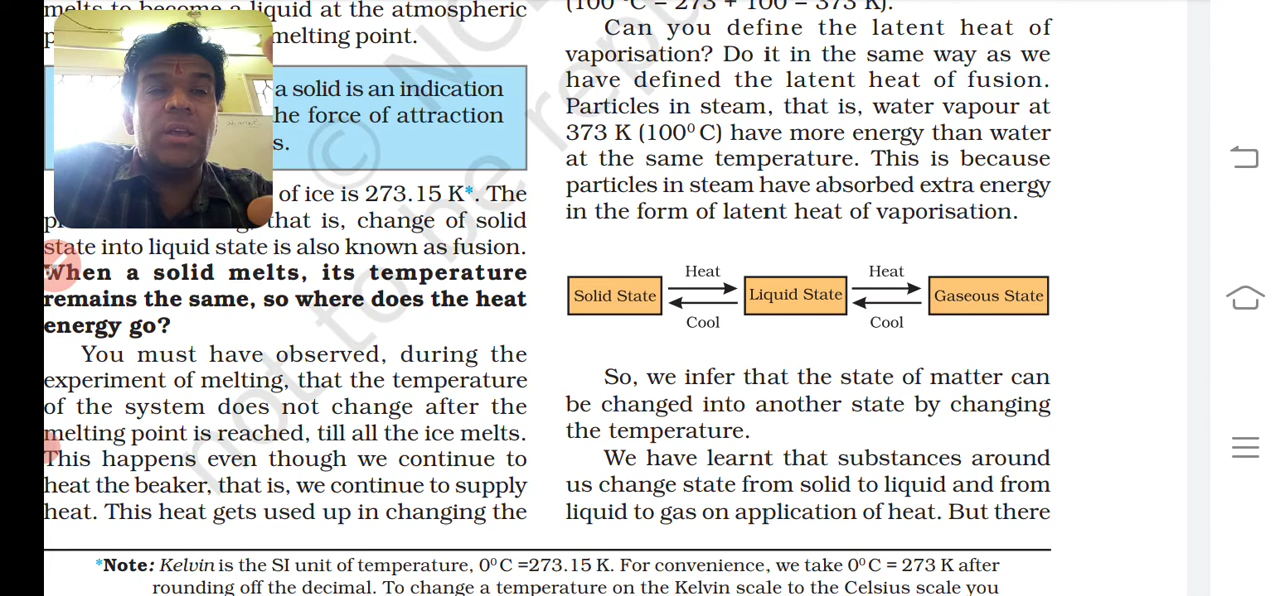 melts to become a liquid at the atmospheric
melting point.
a solid is an indication
he force of attraction
s.
of ice is 273.15 K*. The
that is, change of solid
state into liquid state is also known as fusion.
When a solid melts, its temperature
remains the same, so where does the heat
energy go?
You must have observed, during the
experiment of melting, that the temperature
of the system does not change after the
melting point is reached, till all the ice melts.
This happens even though we continue to
heat the beaker, that is, we continue to supply
heat. This heat gets used up in changing the
(100 °C = 273 + 100 = 373 K).
Can you define the latent heat of
vaporisation? Do it in the same way as we
have defined the latent heat of fusion.
Particles in steam, that is, water vapour at
373 K (100⁰ C) have more energy than water
at the same temperature. This is because
particles in steam have absorbed extra energy
in the form of latent heat of vaporisation.
Heat Heat
Solid State Liquid State Gaseous State
Cool Cool
So, we infer that the state of matter can
be changed into another state by changing
the temperature.
We have learnt that substances around
us change state from solid to liquid and from
liquid to gas on application of heat. But there
*Note: Kelvin is the SI unit of temperature, 0⁰ C =273.15 K. For convenience, we take 0⁰ C = 273 K after
rounding off the decimal. To change a temperature on the Kelvin scale to the Celsius scale you
not to be rep